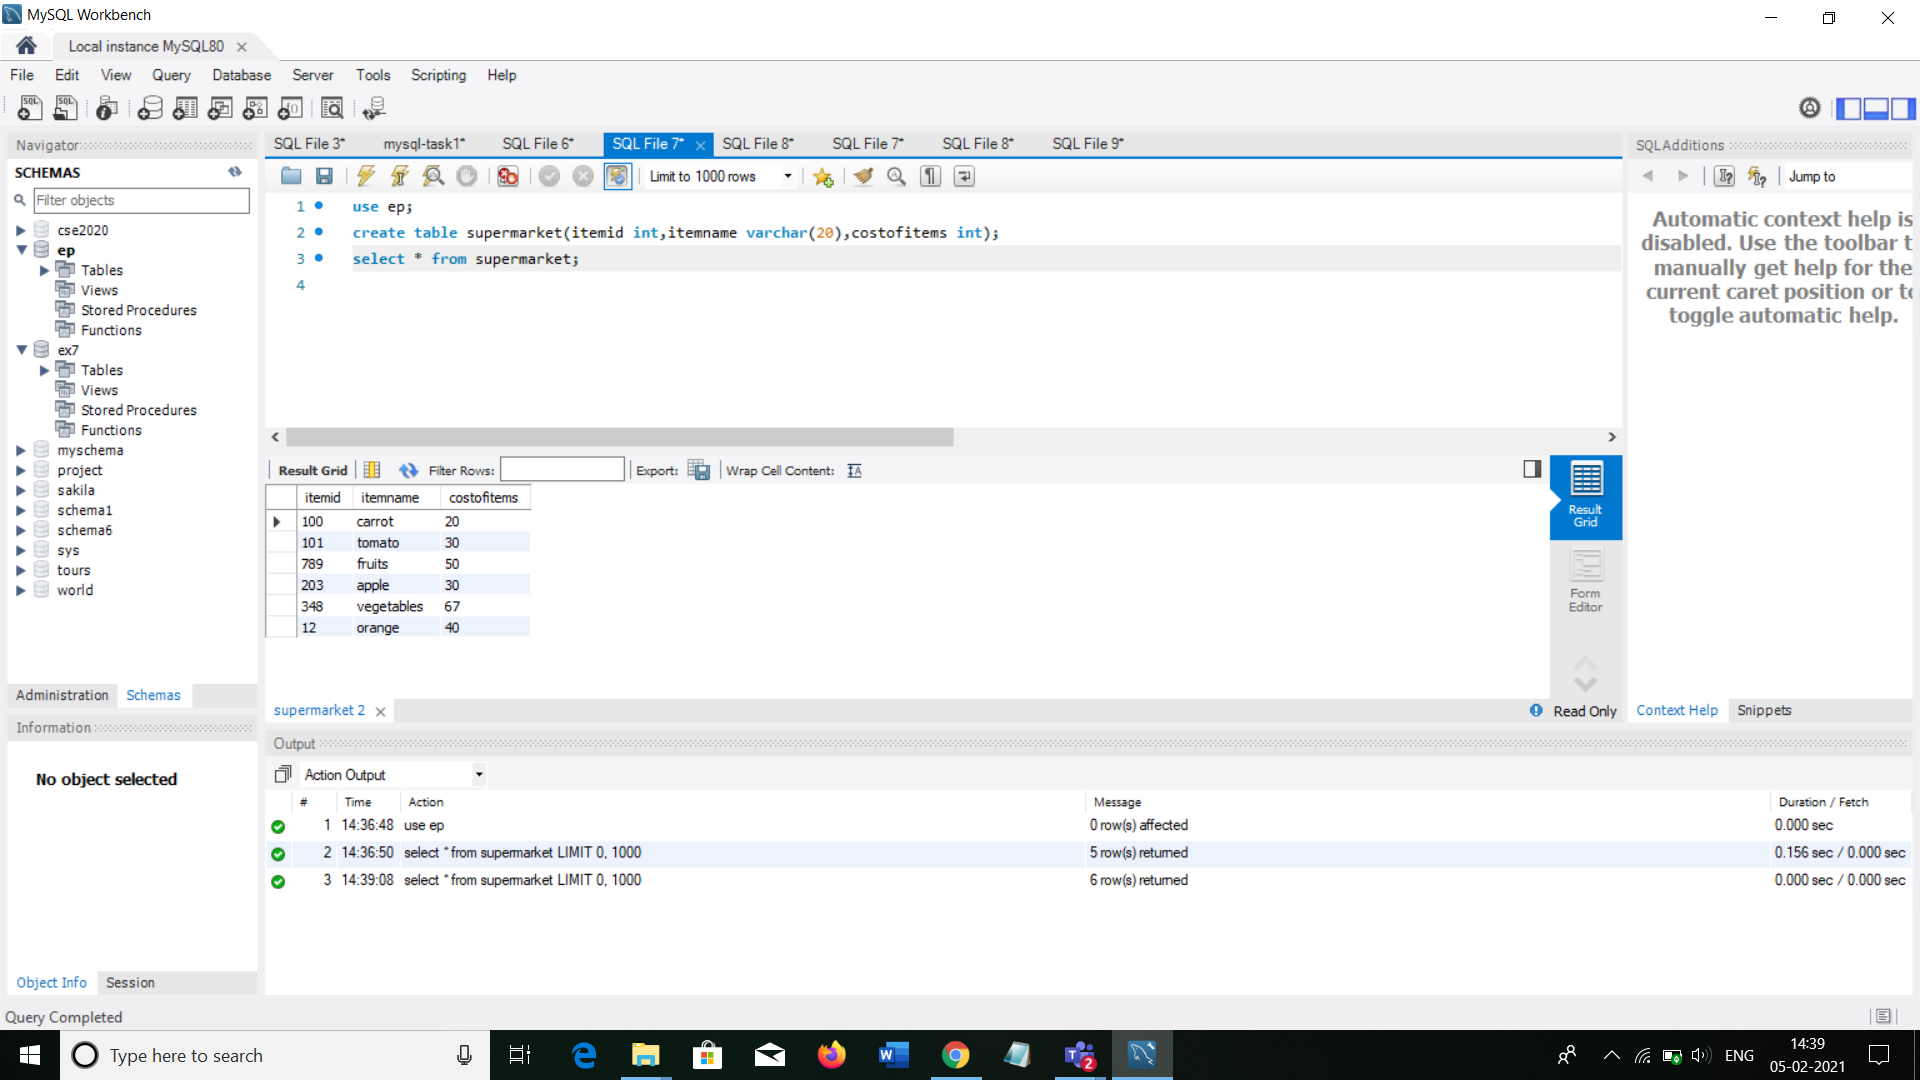 MySQL Workbench
Local instance MySQL80
File Edit View Query Database Server Tools Scripting Help
Navigator
SCHEMAS
Filter objects
cse2020
ep
Tables
Views
Stored Procedures
Functions
ex7
Tables
Views
Stored Procedures
Functions
myschema
project
sakila
schema1
schema6
sys
tours
world
Administration Schemas
Information
No object selected
Object Info Session
SQL File 3* mysql-task1* SQL File 6* SQL File 7* SQL File 8* SQL File 7* SQL File 8* SQL File 9*
Limit to 1000 rows
1 use ep;
2 create table supermarket(itemid int,itemname varchar(20),costofitems int);
3 select * from supermarket;
4
Result Grid Filter Rows: Export: Wrap Cell Content:
itemid itemname costofitems
100 carrot 20
101 tomato 30
789 fruits 50
203 apple 30
348 vegetables 67
12 orange 40
Result
Grid
Form
Editor
supermarket 2
Read Only
SQLAdditions
Jump to
Automatic context help is
disabled. Use the toolbar t
manually get help for the
current caret position or to
toggle automatic help.
Context Help Snippets
Output
Action Output
# Time Action Message Duration / Fetch
1 14:36:48 use ep 0 row(s) affected 0.000 sec
2 14:36:50 select * from supermarket LIMIT 0, 1000 5 row(s) returned 0.156 sec / 0.000 sec
3 14:39:08 select * from supermarket LIMIT 0, 1000 6 row(s) returned 0.000 sec / 0.000 sec
Query Completed
Type here to search
2
ENG
14:39
05-02-2021